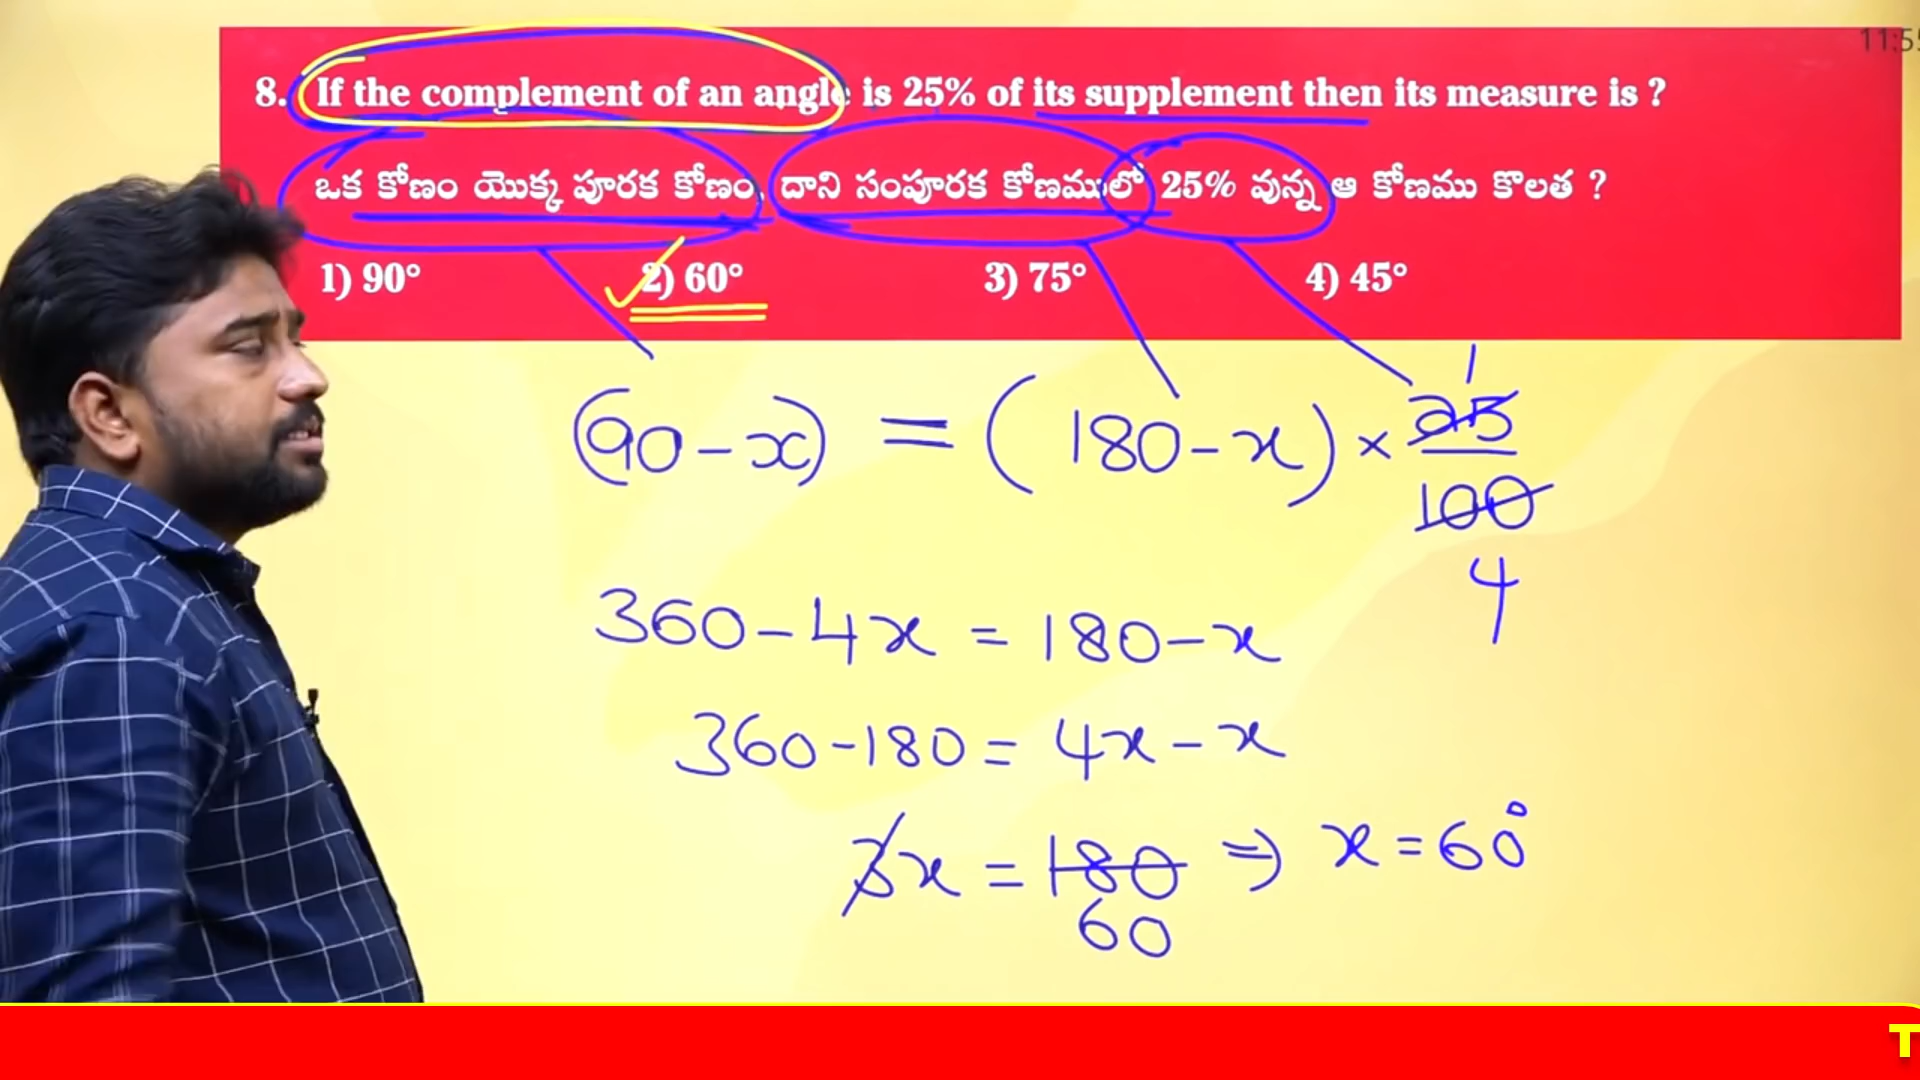 11:55
8. If the complement of an angle is 25% of its supplement then its measure is ?
ఒక కోణం యొక్క పూరక కోణం, దాని సంపూరక కోణములో 25% వున్న ఆ కోణము కొలత ?
1) 90° 2) 60° 3) 75° 4) 45°
(90-x) = (180-x) × 25/100
1
4
360-4x = 180-x
360-180 = 4x-x
3x = 180 ⇒ x = 60°
60
T